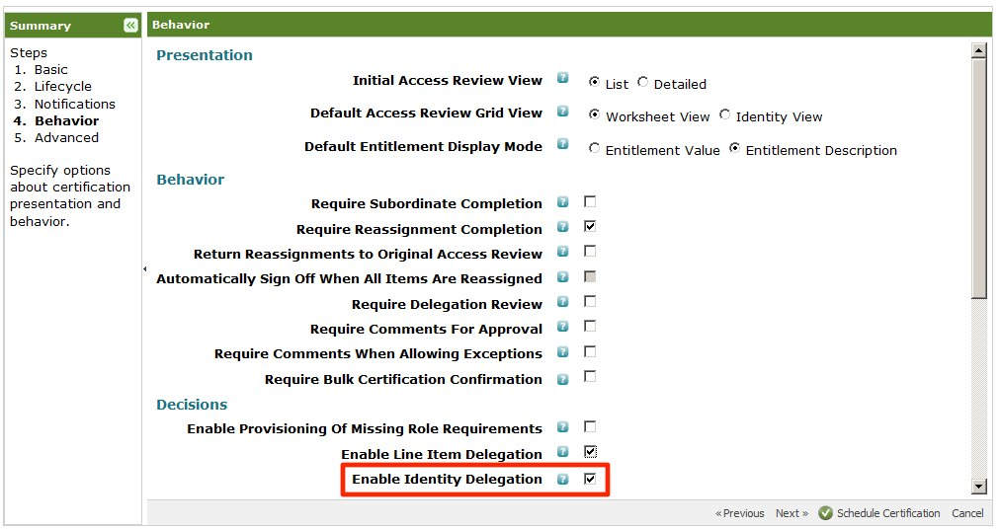 Summary
Behavior
Steps
1. Basic
2. Lifecycle
3. Notifications
4. Behavior
5. Advanced
Specify options
about certification
presentation and
behavior.
Presentation
Initial Access Review View ? List Detailed
Default Access Review Grid View ? Worksheet View Identity View
Default Entitlement Display Mode ? Entitlement Value Entitlement Description
Behavior
Require Subordinate Completion ?
Require Reassignment Completion ?
Return Reassignments to Original Access Review ?
Automatically Sign Off When All Items Are Reassigned ?
Require Delegation Review ?
Require Comments For Approval ?
Require Comments When Allowing Exceptions ?
Require Bulk Certification Confirmation ?
Decisions
Enable Provisioning Of Missing Role Requirements ?
Enable Line Item Delegation ?
Enable Identity Delegation ?
« Previous Next » Schedule Certification Cancel